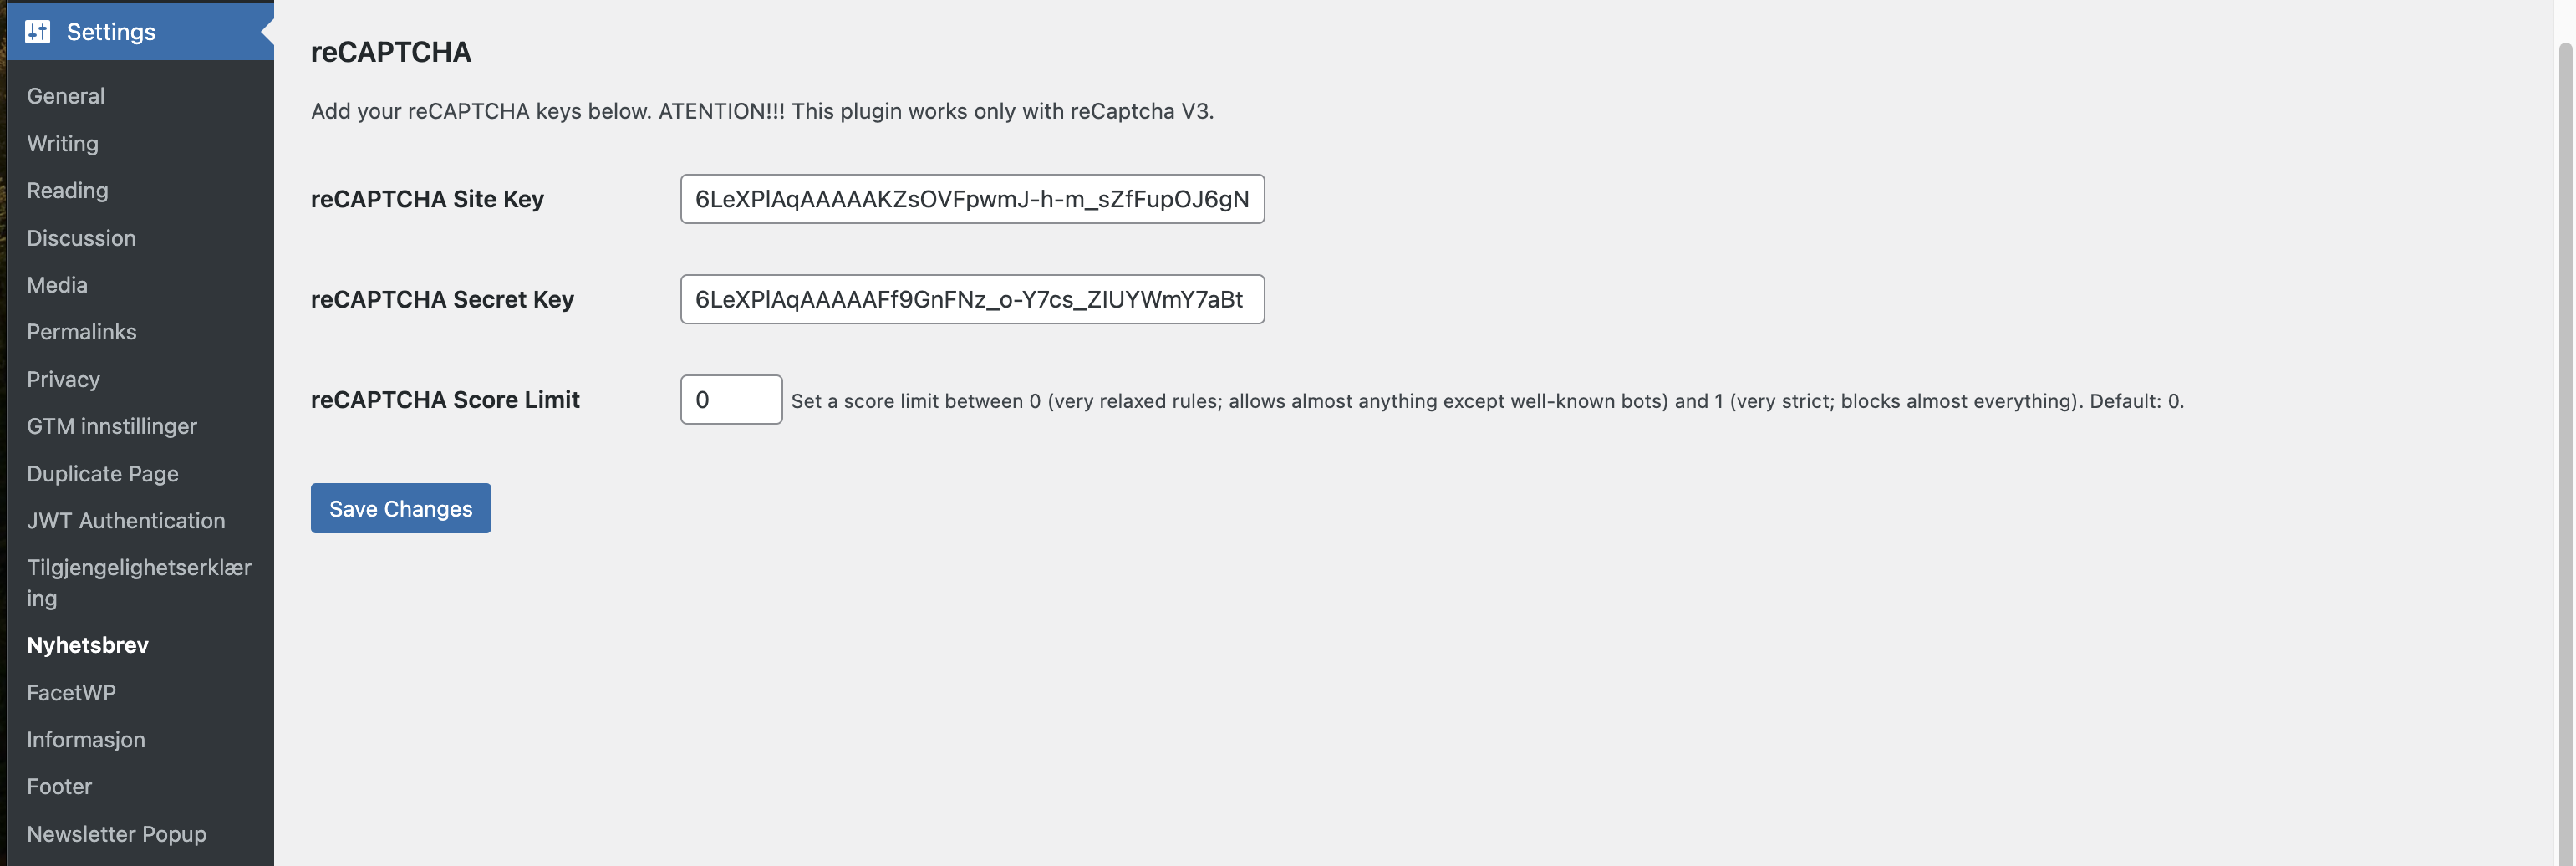 Settings
General
Writing
Reading
Discussion
Media
Permalinks
Privacy
GTM innstillinger
Duplicate Page
JWT Authentication
Tilgjengelighetserklær
ing
Nyhetsbrev
FacetWP
Informasjon
Footer
Newsletter Popup
reCAPTCHA
Add your reCAPTCHA keys below. ATENTION!!! This plugin works only with reCaptcha V3.
reCAPTCHA Site Key
6LeXPlAqAAAAAKZsOVFpwmJ-h-m_sZfFupOJ6gN
reCAPTCHA Secret Key
6LeXPlAqAAAAAFf9GnFNz_o-Y7cs_ZIUYWmY7aBt
reCAPTCHA Score Limit
0 Set a score limit between 0 (very relaxed rules; allows almost anything except well-known bots) and 1 (very strict; blocks almost everything). Default: 0.
Save Changes